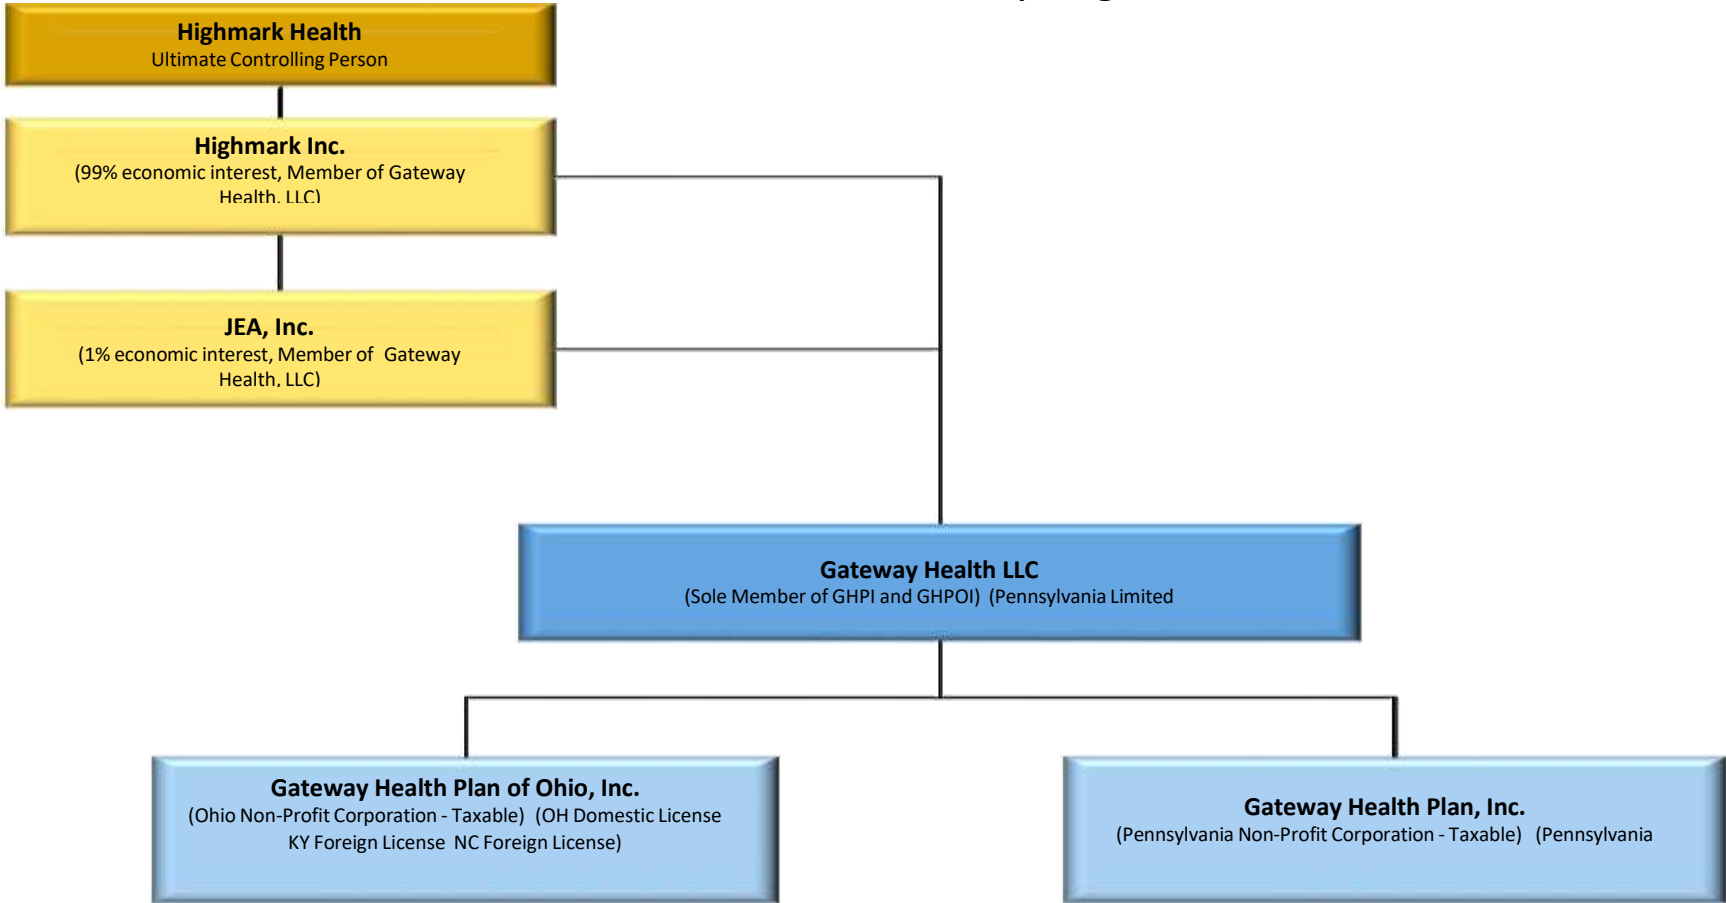 Highmark Health
Ultimate Controlling Person
Highmark Inc.
(99% economic interest, Member of Gateway
Health, LLC)
JEA, Inc.
(1% economic interest, Member of Gateway
Health, LLC)
Gateway Health LLC
(Sole Member of GHPI and GHPOI) (Pennsylvania Limited
Gateway Health Plan of Ohio, Inc.
(Ohio Non-Profit Corporation - Taxable) (OH Domestic License
KY Foreign License NC Foreign License)
Gateway Health Plan, Inc.
(Pennsylvania Non-Profit Corporation - Taxable) (Pennsylvania